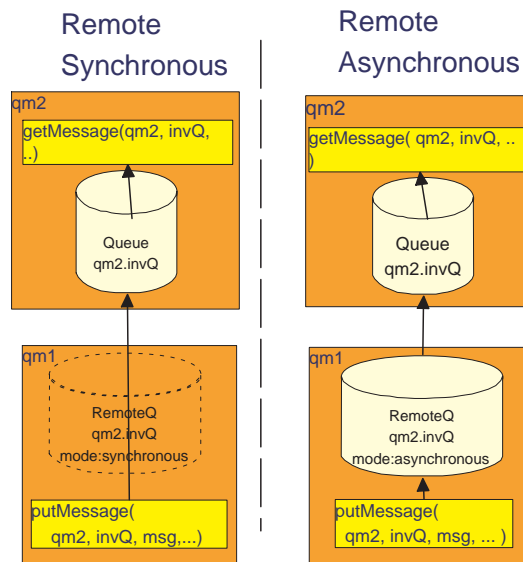 Remote
Synchronous
qm2
getMessage(qm2, invQ,
..)
Queue
qm2.invQ
qm1
RemoteQ
qm2.invQ
mode:synchronous
putMessage(
qm2, invQ, msg,...)
Remote
Asynchronous
qm2
getMessage( qm2, invQ, ..
)
Queue
qm2.invQ
qm1
RemoteQ
qm2.invQ
mode:asynchronous
putMessage(
qm2, invQ, msg, ... )